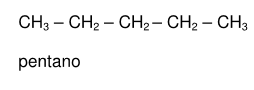 CH₃ – CH₂ – CH₂ – CH₂ – CH₃
pentano